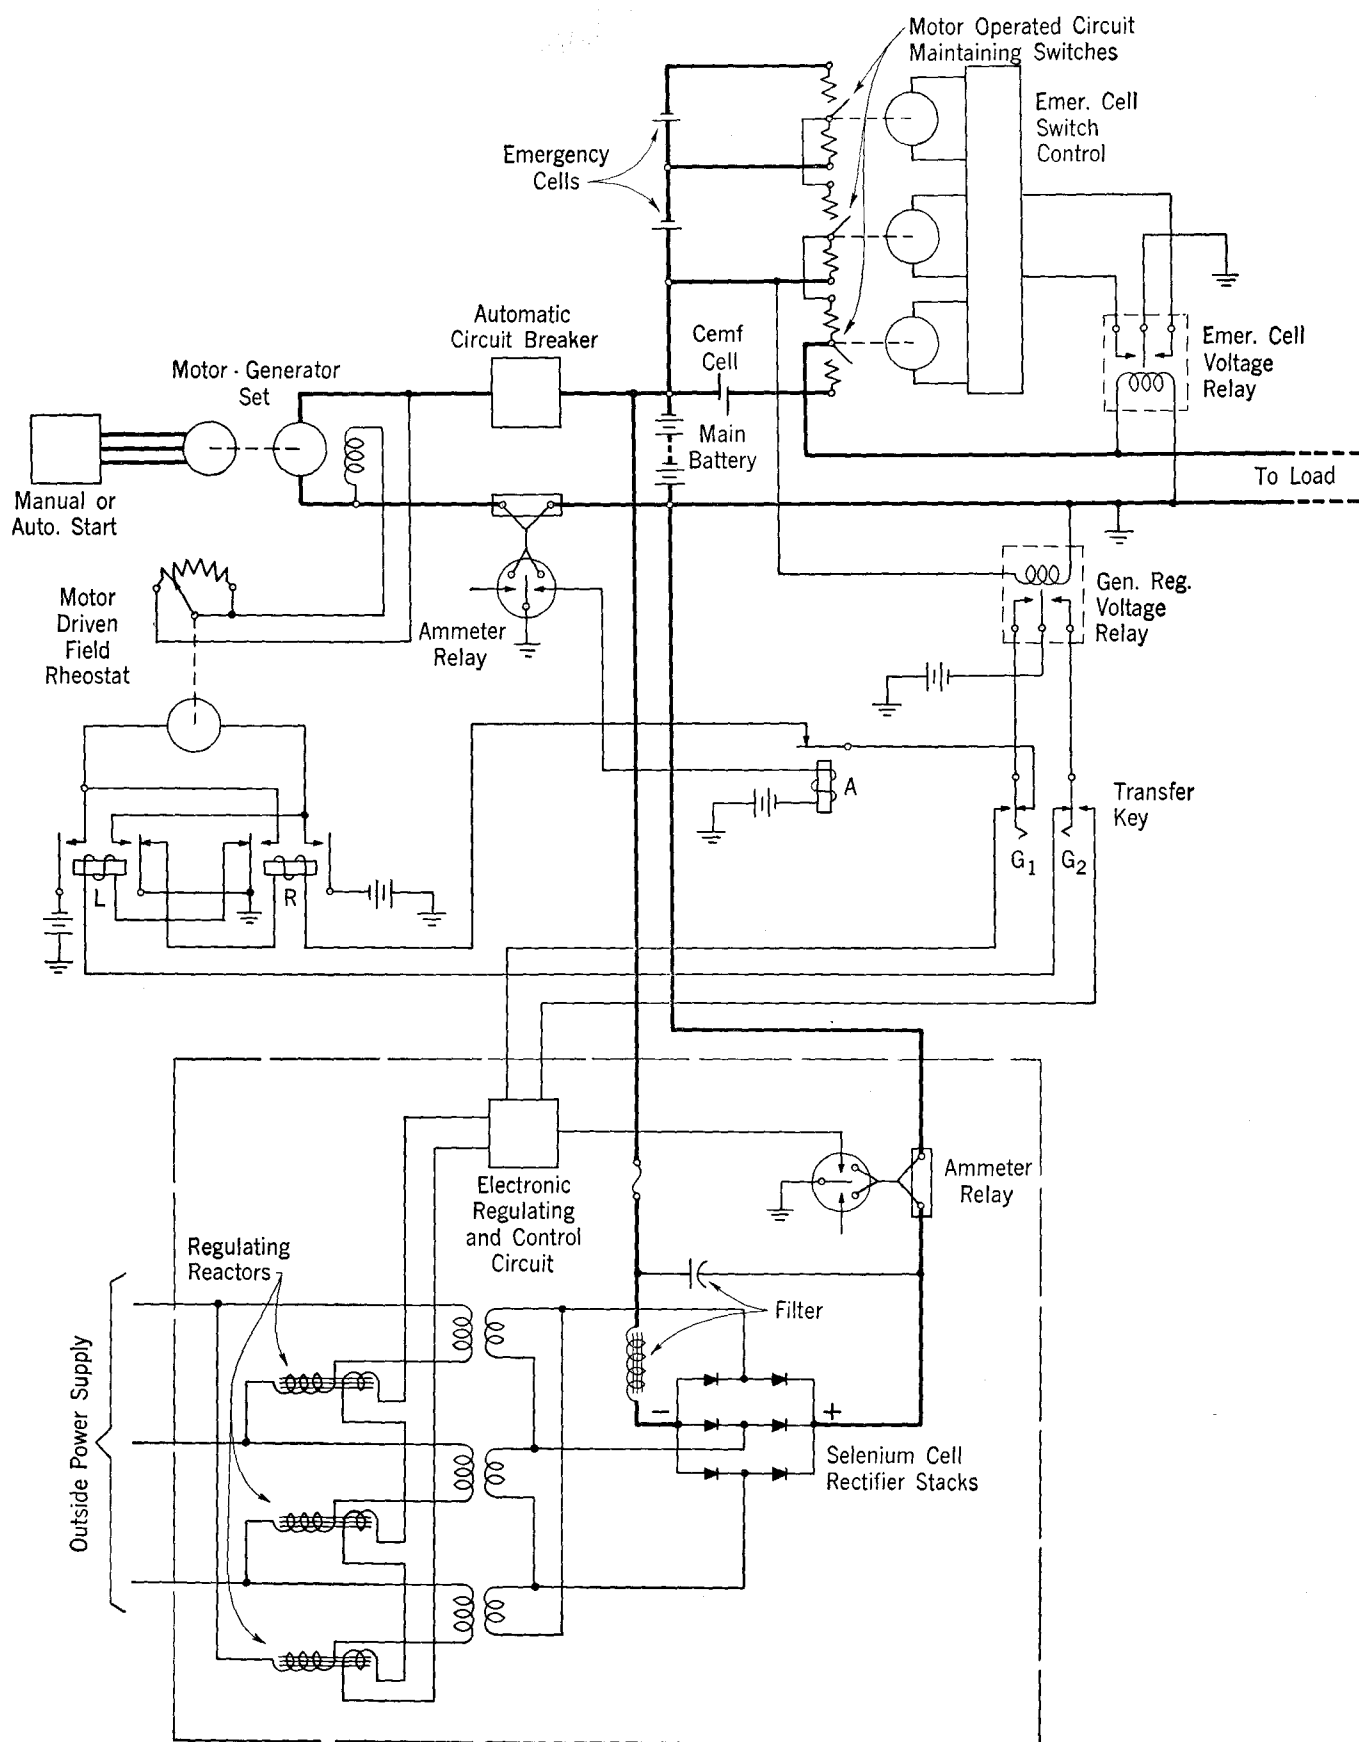 Motor Operated Circuit
Maintaining Switches
Emer. Cell
Switch
Control
Emergency
Cells
Automatic
Circuit Breaker
Cemf
Cell
Emer. Cell
Voltage
Relay
Motor - Generator
Set
Main
Battery
To Load
Manual or
Auto. Start
Motor
Driven
Field
Rheostat
Ammeter
Relay
Gen. Reg.
Voltage
Relay
A
Transfer
Key
G1
G2
L
R
Electronic
Regulating
and Control
Circuit
Ammeter
Relay
Regulating
Reactors
Filter
Outside Power Supply
− +
Selenium Cell
Rectifier Stacks